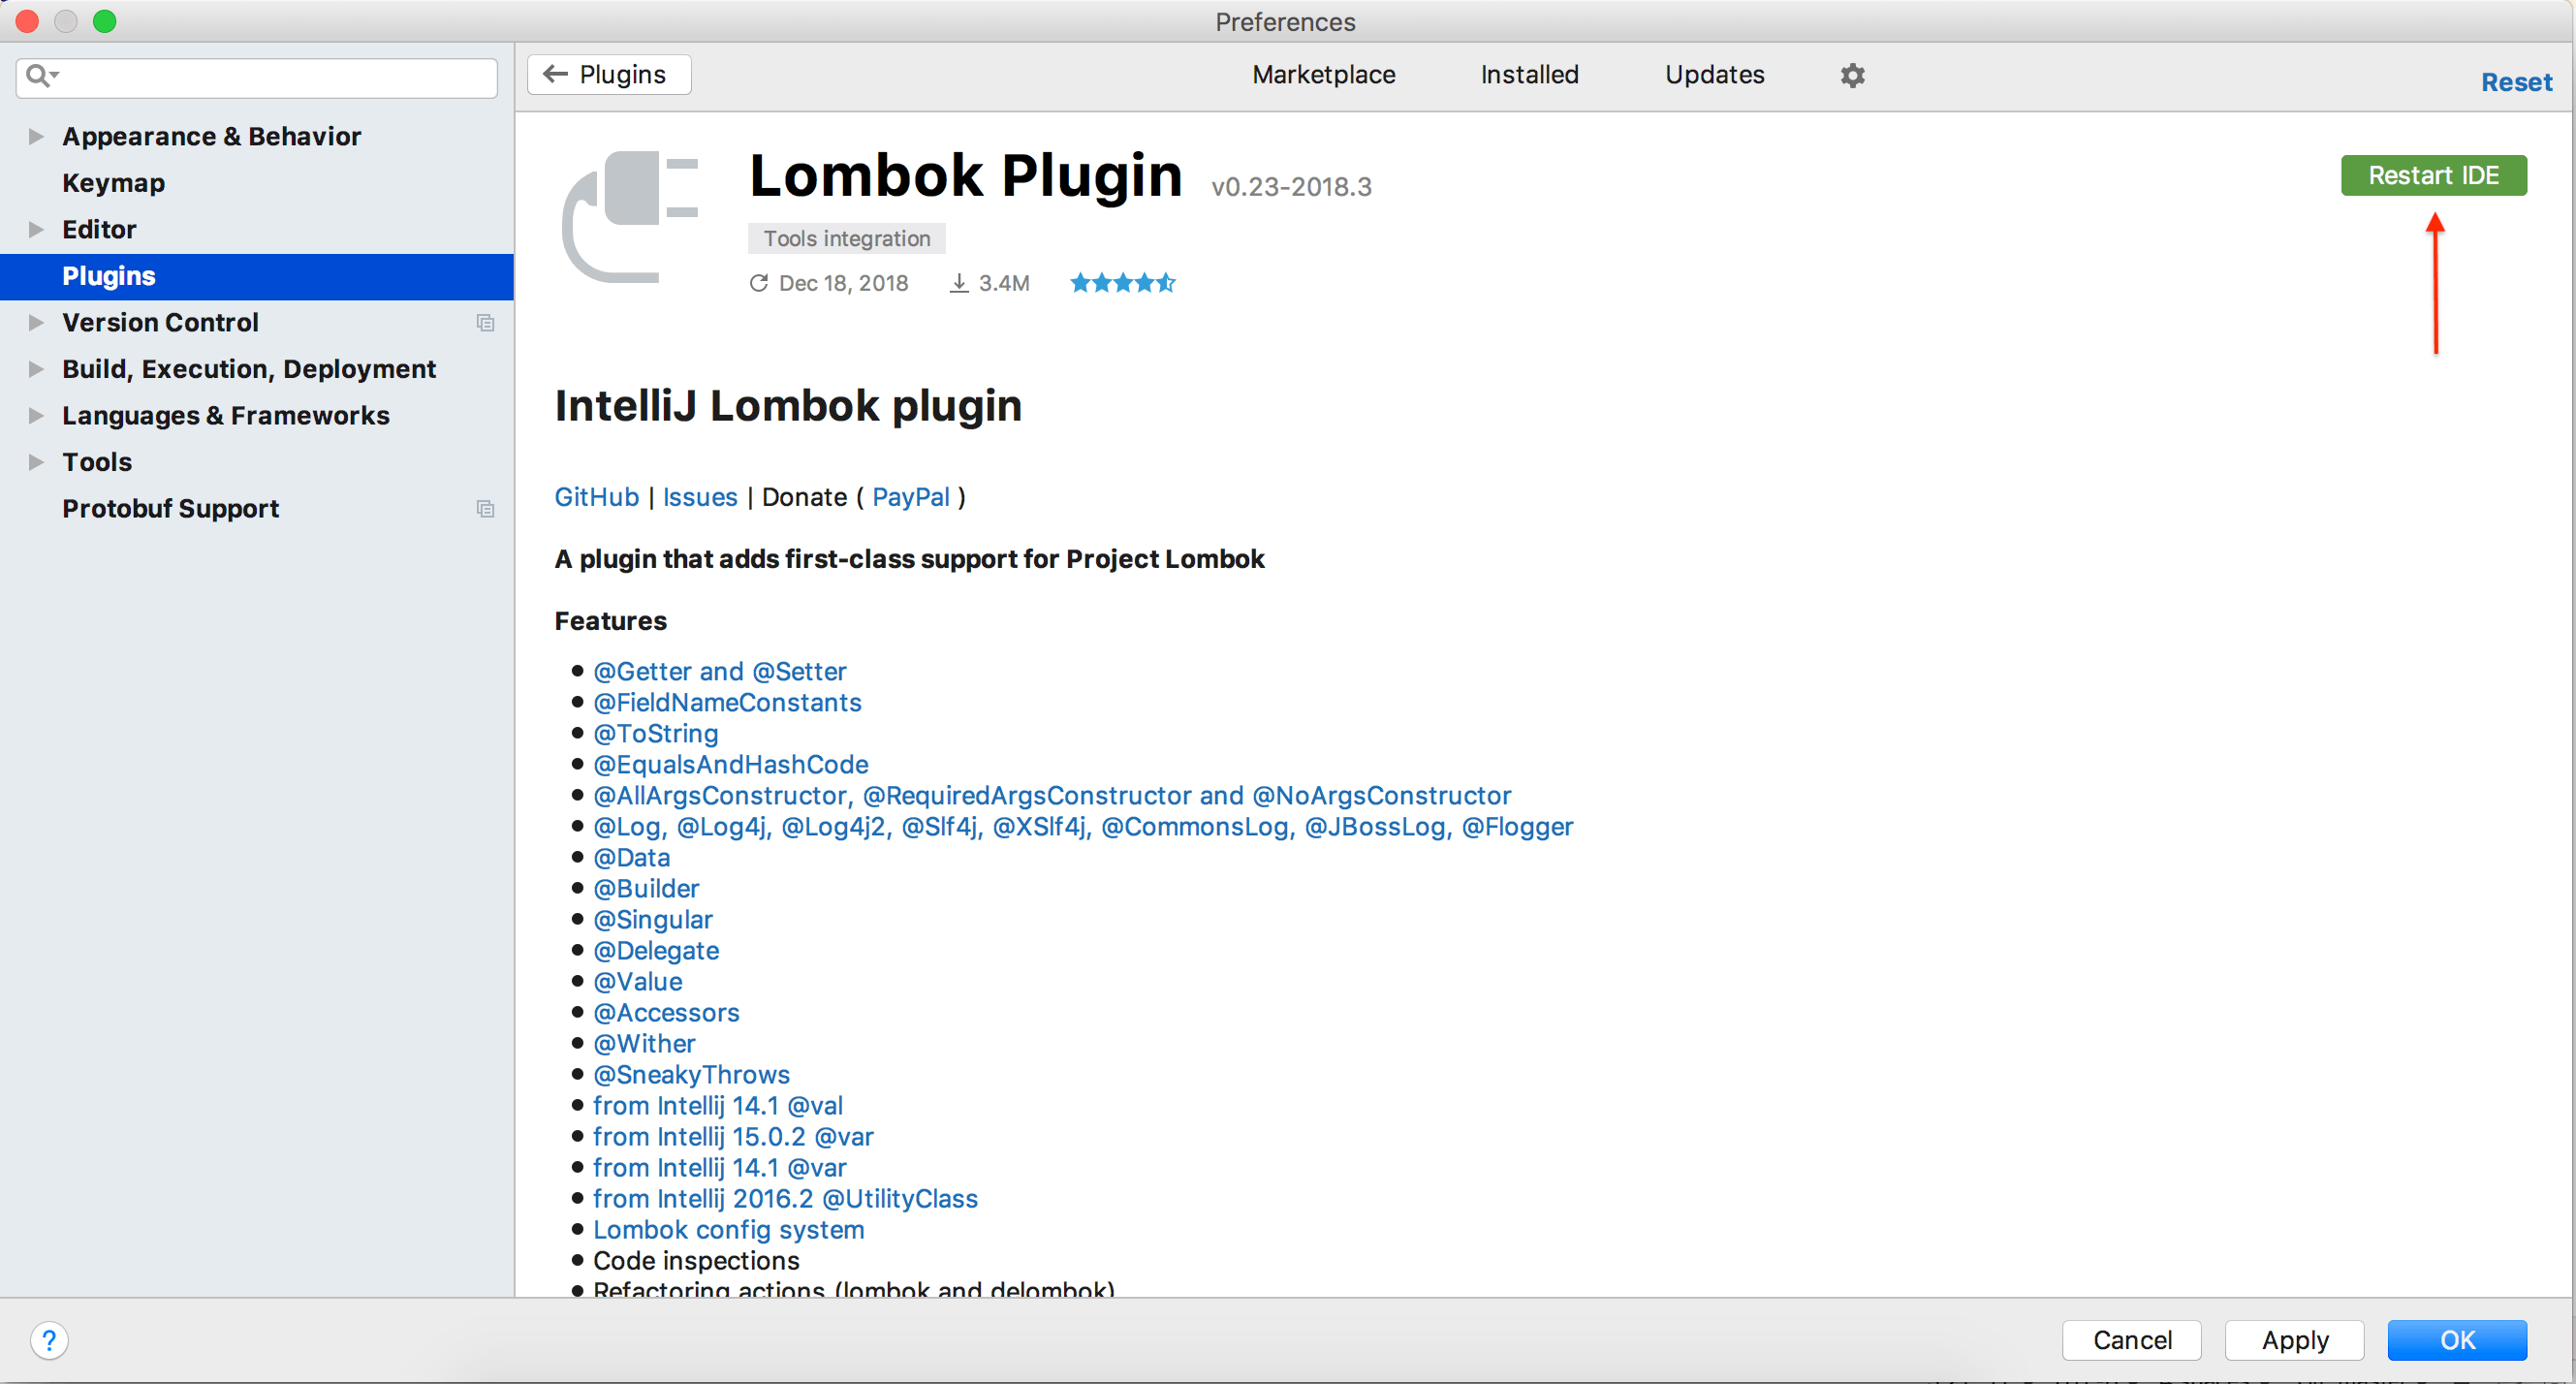 Preferences
Plugins
Marketplace
Installed
Updates
Reset
Appearance & Behavior
Keymap
Editor
Plugins
Version Control
Build, Execution, Deployment
Languages & Frameworks
Tools
Protobuf Support
Lombok Plugin v0.23-2018.3
Restart IDE
Tools integration
Dec 18, 2018 3.4M
IntelliJ Lombok plugin
GitHub | Issues | Donate ( PayPal )
A plugin that adds first-class support for Project Lombok
Features
@Getter and @Setter
@FieldNameConstants
@ToString
@EqualsAndHashCode
@AllArgsConstructor, @RequiredArgsConstructor and @NoArgsConstructor
@Log, @Log4j, @Log4j2, @Slf4j, @XSlf4j, @CommonsLog, @JBossLog, @Flogger
@Data
@Builder
@Singular
@Delegate
@Value
@Accessors
@Wither
@SneakyThrows
from Intellij 14.1 @val
from Intellij 15.0.2 @var
from Intellij 14.1 @var
from Intellij 2016.2 @UtilityClass
Lombok config system
Code inspections
Refactoring actions (lombok and delombok)
?
Cancel
Apply
OK